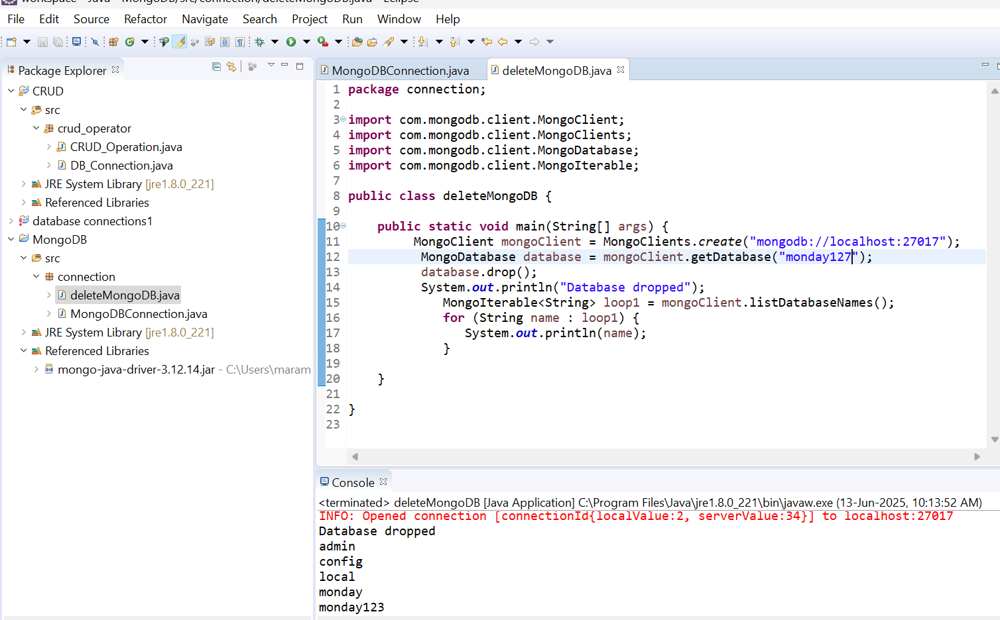 workspace - Java - MongoDB/src/connection/deleteMongoDB.java - Eclipse
File Edit Source Refactor Navigate Search Project Run Window Help
Package Explorer
CRUD
src
crud_operator
CRUD_Operation.java
DB_Connection.java
JRE System Library [jre1.8.0_221]
Referenced Libraries
database connections1
MongoDB
src
connection
deleteMongoDB.java
MongoDBConnection.java
JRE System Library [jre1.8.0_221]
Referenced Libraries
mongo-java-driver-3.12.14.jar - C:\Users\maram
MongoDBConnection.java deleteMongoDB.java
1 package connection;
2
3 import com.mongodb.client.MongoClient;
4 import com.mongodb.client.MongoClients;
5 import com.mongodb.client.MongoDatabase;
6 import com.mongodb.client.MongoIterable;
7
8 public class deleteMongoDB {
9
10 public static void main(String[] args) {
11 MongoClient mongoClient = MongoClients.create("mongodb://localhost:27017");
12 MongoDatabase database = mongoClient.getDatabase("monday127");
13 database.drop();
14 System.out.println("Database dropped");
15 MongoIterable<String> loop1 = mongoClient.listDatabaseNames();
16 for (String name : loop1) {
17 System.out.println(name);
18 }
19
20 }
21
22 }
23
Console
<terminated> deleteMongoDB [Java Application] C:\Program Files\Java\jre1.8.0_221\bin\javaw.exe (13-Jun-2025, 10:13:52 AM)
INFO: Opened connection [connectionId{localValue:2, serverValue:34}] to localhost:27017
Database dropped
admin
config
local
monday
monday123